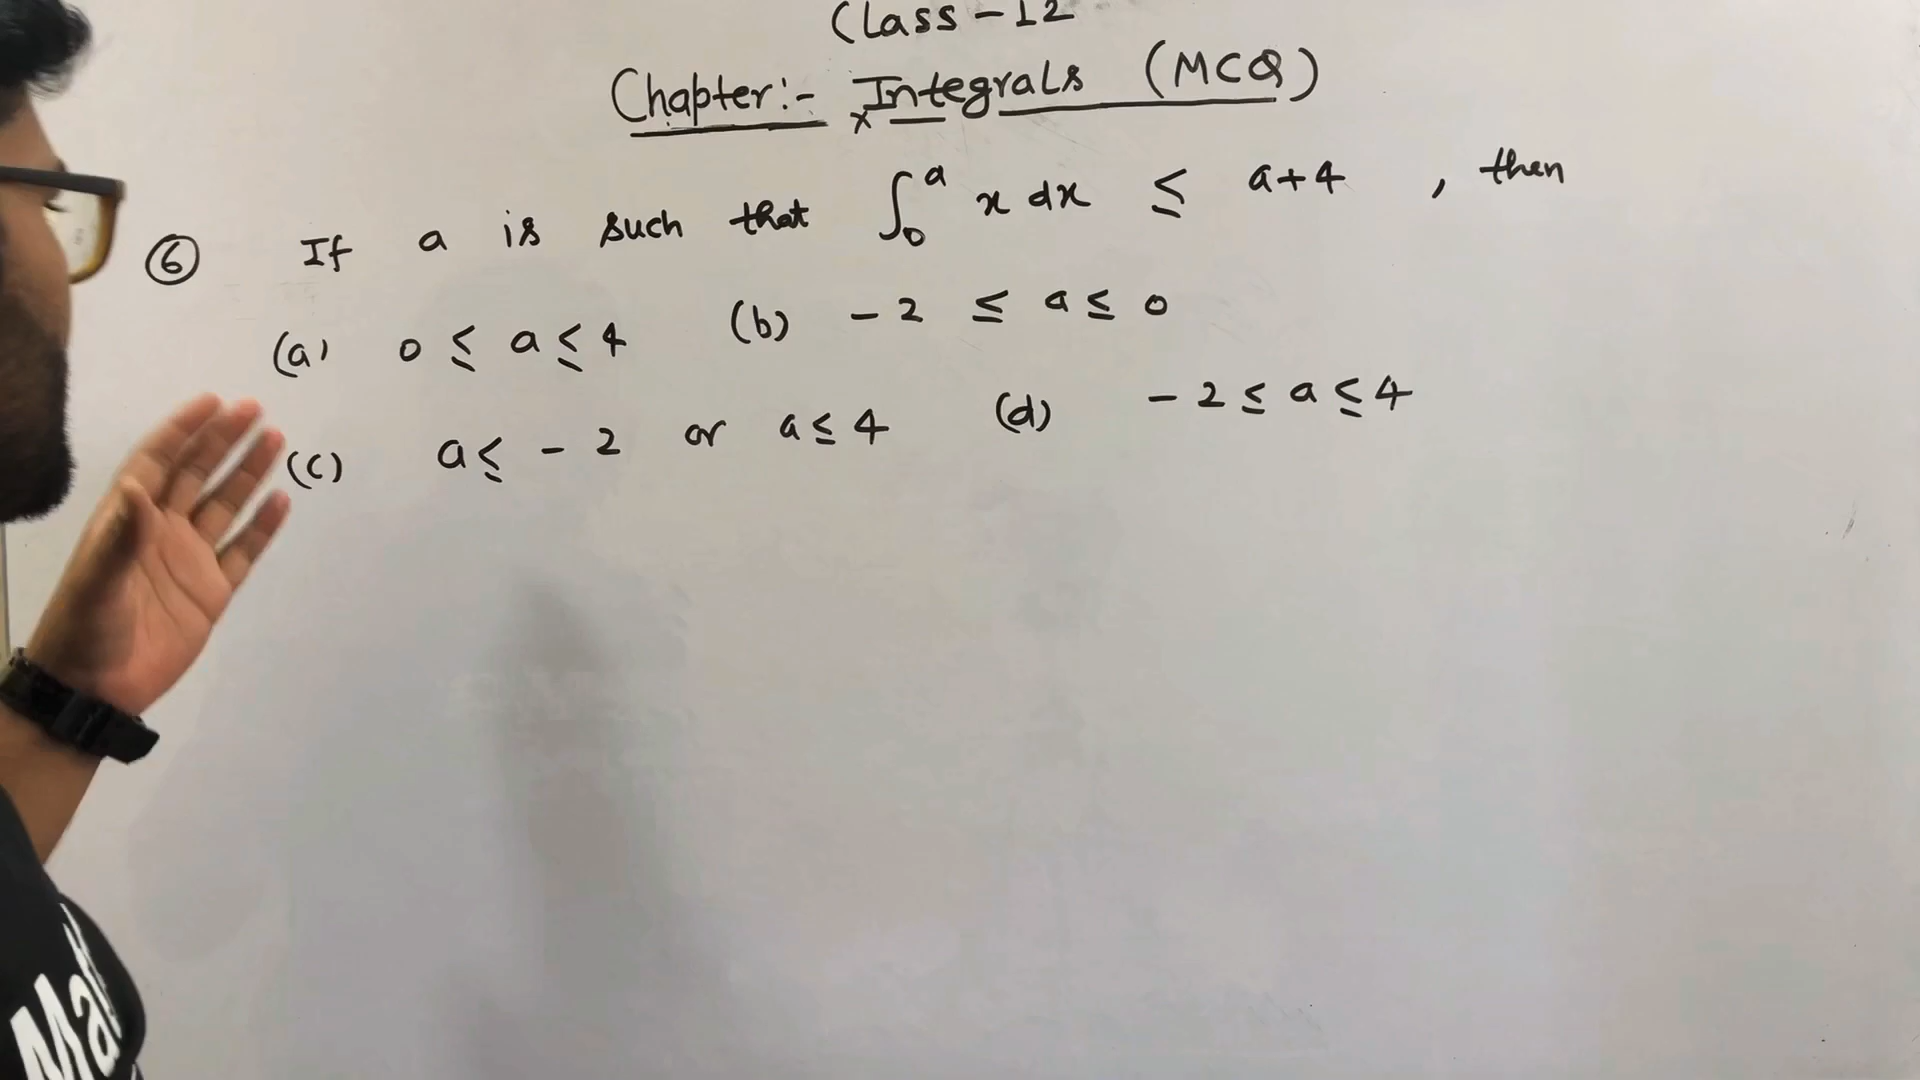 Class - 12
Chapter:- Integrals (MCQ)
x
⑥ If a is such that ∫₀ᵃ x dx ≤ a+4 , then
(a) 0 ≤ a ≤ 4 (b) - 2 ≤ a ≤ 0
(c) a ≤ - 2 or a ≤ 4 (d) - 2 ≤ a ≤ 4